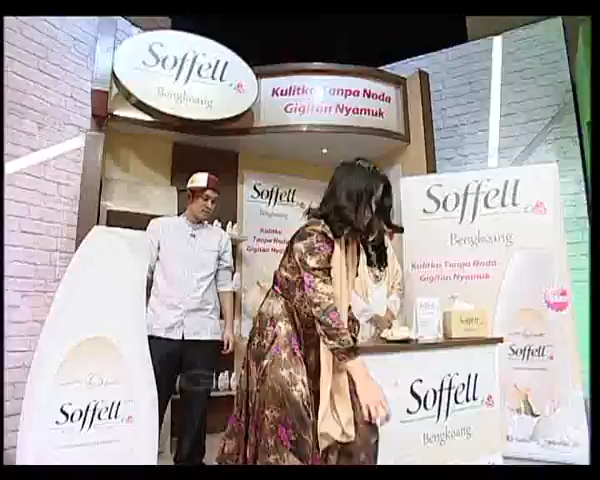 Soffell
Bengkoang
Kulitku Tanpa Noda
Gigitan Nyamuk
Soffell
Bengkoang
Kulitku
Tanpa Noda
Gigitan Nyamuk
Soffell
Bengkoang
Kulitku Tanpa Noda
Gigitan Nyamuk
Soffell
Soffell
Soffell
Bengkoang